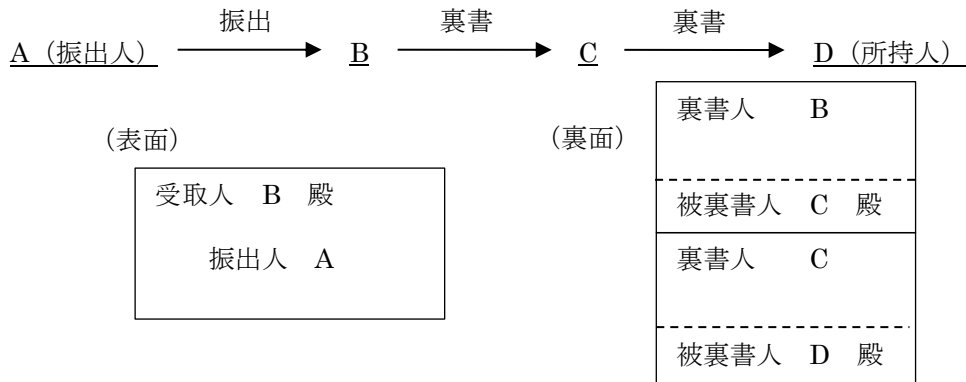 振出 裏書 裏書
A（振出人） B C D（所持人）
（表面） （裏面）
受取人 B 殿
振出人 A
裏書人 B
被裏書人 C 殿
裏書人 C
被裏書人 D 殿